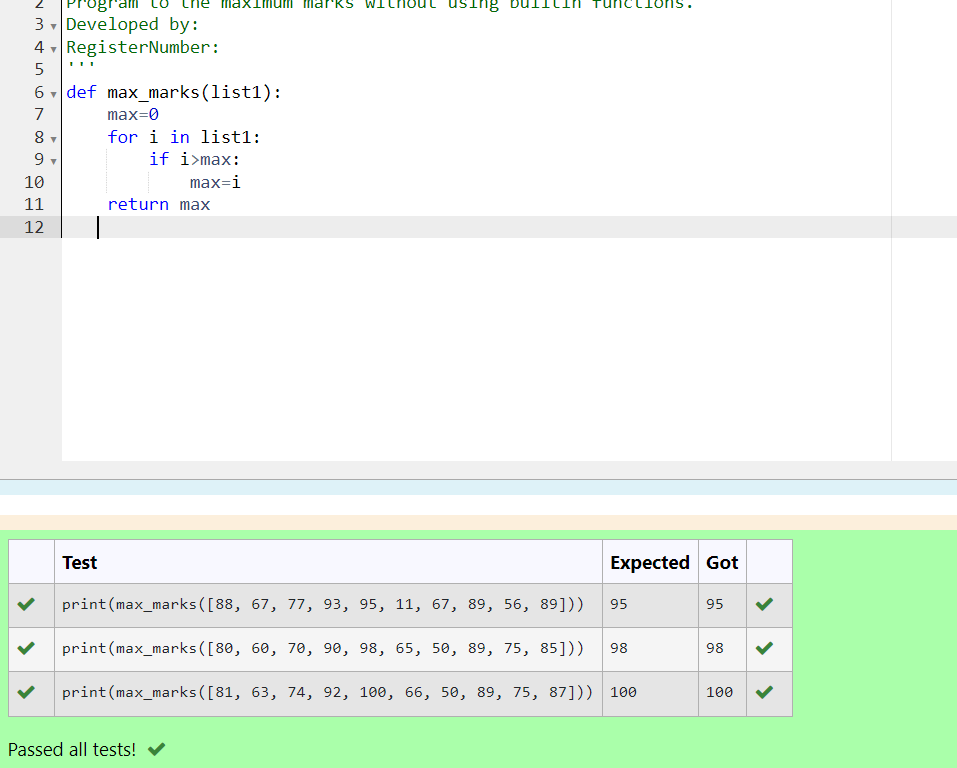 2 Program to the maximum marks without using builtin functions.
3 Developed by:
4 RegisterNumber:
5 '''
6 def max_marks(list1):
7 max=0
8 for i in list1:
9 if i>max:
10 max=i
11 return max
12
Test Expected Got
print(max_marks([88, 67, 77, 93, 95, 11, 67, 89, 56, 89])) 95 95
print(max_marks([80, 60, 70, 90, 98, 65, 50, 89, 75, 85])) 98 98
print(max_marks([81, 63, 74, 92, 100, 66, 50, 89, 75, 87])) 100 100
Passed all tests!